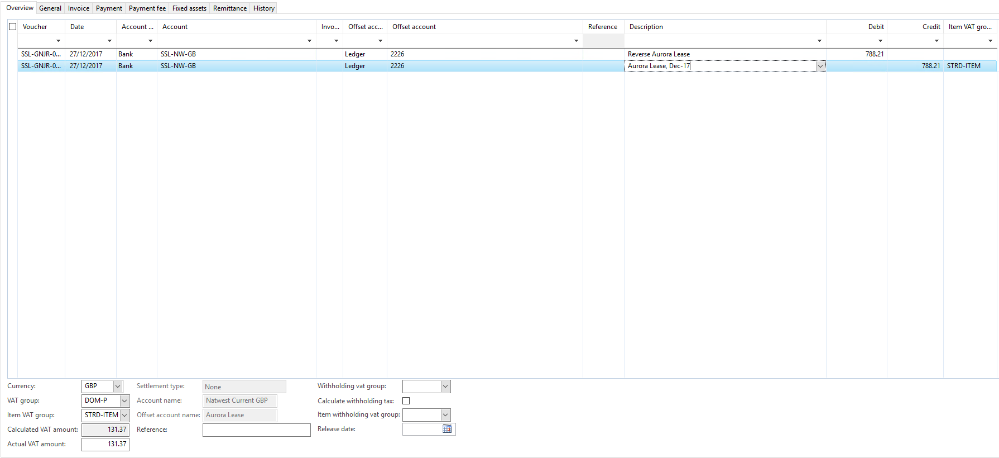 Overview General Invoice Payment Payment fee Fixed assets Remittance History
Voucher Date Account ... Account Invo... Offset acc... Offset account Reference Description Debit Credit Item VAT gro...
SSL-GNJR-0... 27/12/2017 Bank SSL-NW-GB Ledger 2226 Reverse Aurora Lease 788.21
SSL-GNJR-0... 27/12/2017 Bank SSL-NW-GB Ledger 2226 Aurora Lease, Dec-17 788.21 STRD-ITEM
Currency: GBP Settlement type: None Withholding vat group:
VAT group: DOM-P Account name: Natwest Current GBP Calculate withholding tax:
Item VAT group: STRD-ITEM Offset account name: Aurora Lease Item withholding vat group:
Calculated VAT amount: 131.37 Reference: Release date:
Actual VAT amount: 131.37